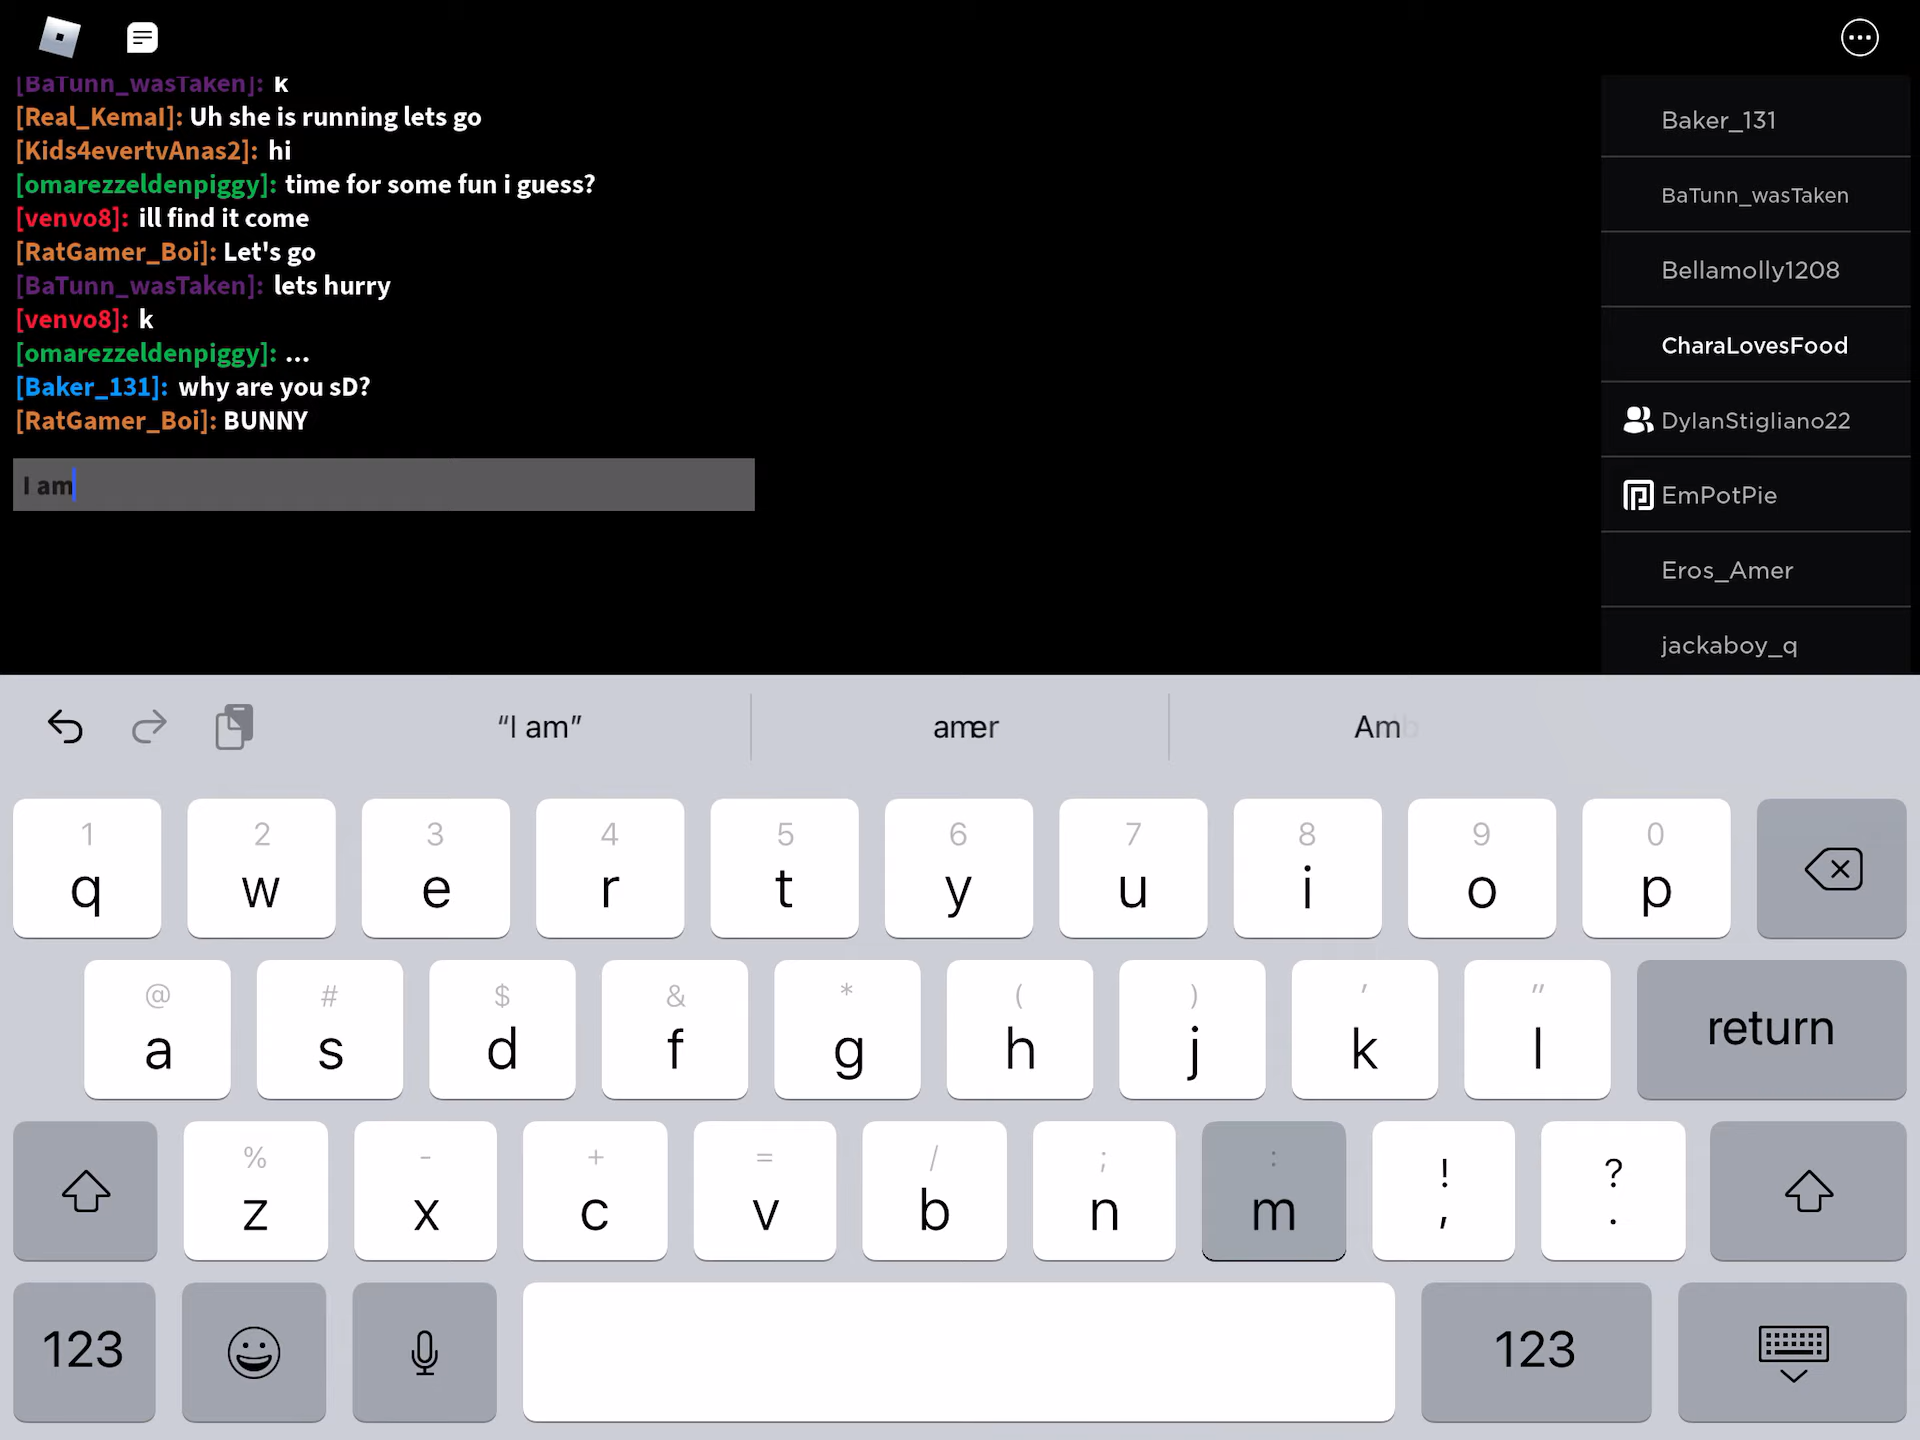 [BaTunn_wasTaken]: k
[Real_Kemal]: Uh she is running lets go
[Kids4evertvAnas2]: hi
[omarezzeldenpiggy]: time for some fun i guess?
[venvo8]: ill find it come
[RatGamer_Boi]: Let's go
[BaTunn_wasTaken]: lets hurry
[venvo8]: k
[omarezzeldenpiggy]: ...
[Baker_131]: why are you sD?
[RatGamer_Boi]: BUNNY
I am
Baker_131
BaTunn_wasTaken
Bellamolly1208
CharaLovesFood
DylanStigliano22
EmPotPie
Eros_Amer
jackaboy_q
“I am” amer Amb
1 2 3 4 5 6 7 8 9 0
q w e r t y u i o p
@ # $ & * ( ) ' "
a s d f g h j k l return
% - + = / ; : ! ?
z x c v b n m , .
123 123